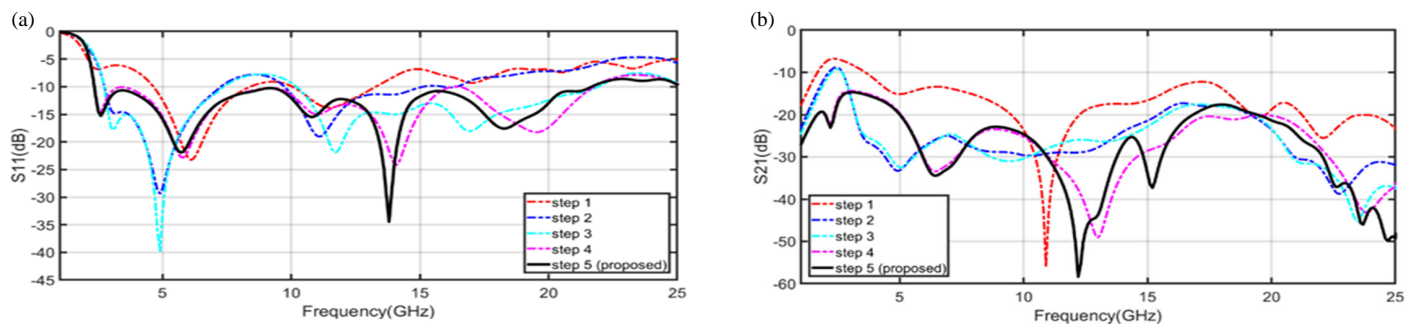 (a)
0
-5
-10
-15
-20
-25
-30
-35
-40
-45
S11(dB)
5
10
15
20
25
Frequency(GHz)
step 1
step 2
step 3
step 4
step 5 (proposed)
(b)
0
-10
-20
-30
-40
-50
-60
S21(dB)
5
10
15
20
25
Frequency(GHz)
step 1
step 2
step 3
step 4
step 5 (proposed)